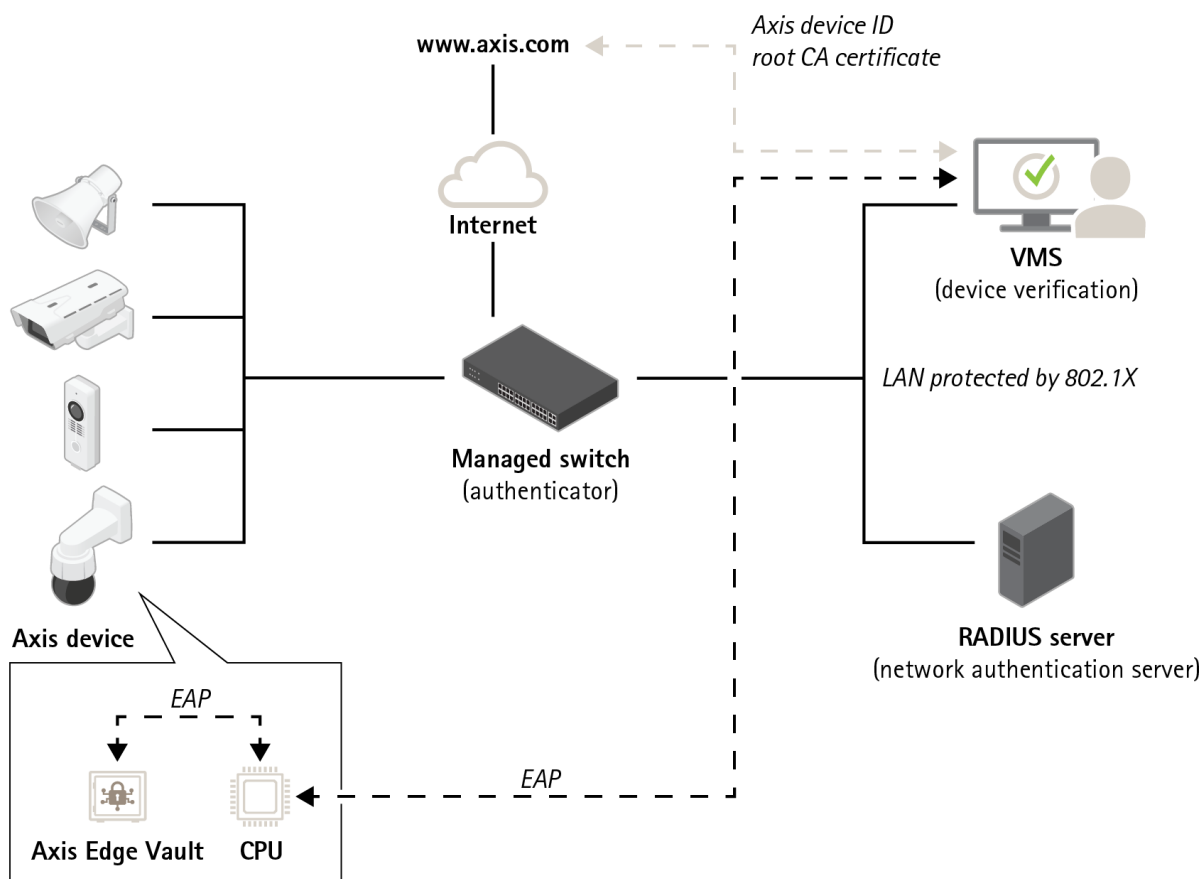 www.axis.com
Axis device ID
root CA certificate
Internet
VMS
(device verification)
LAN protected by 802.1X
Managed switch
(authenticator)
Axis device
RADIUS server
(network authentication server)
EAP
EAP
Axis Edge Vault
CPU